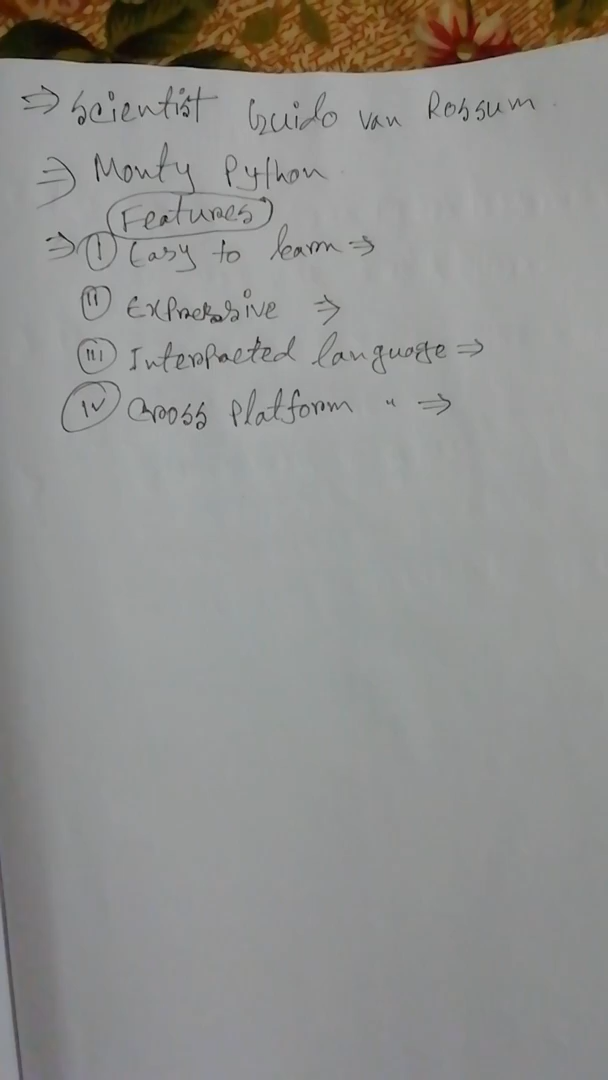 ⇒ Scientist Guido van Rossum.
⇒ Monty Python
Features
⇒ (i) Easy to learn ⇒
(ii) Expressive ⇒
(iii) Interpreted language ⇒
(iv) Cross Platform " ⇒